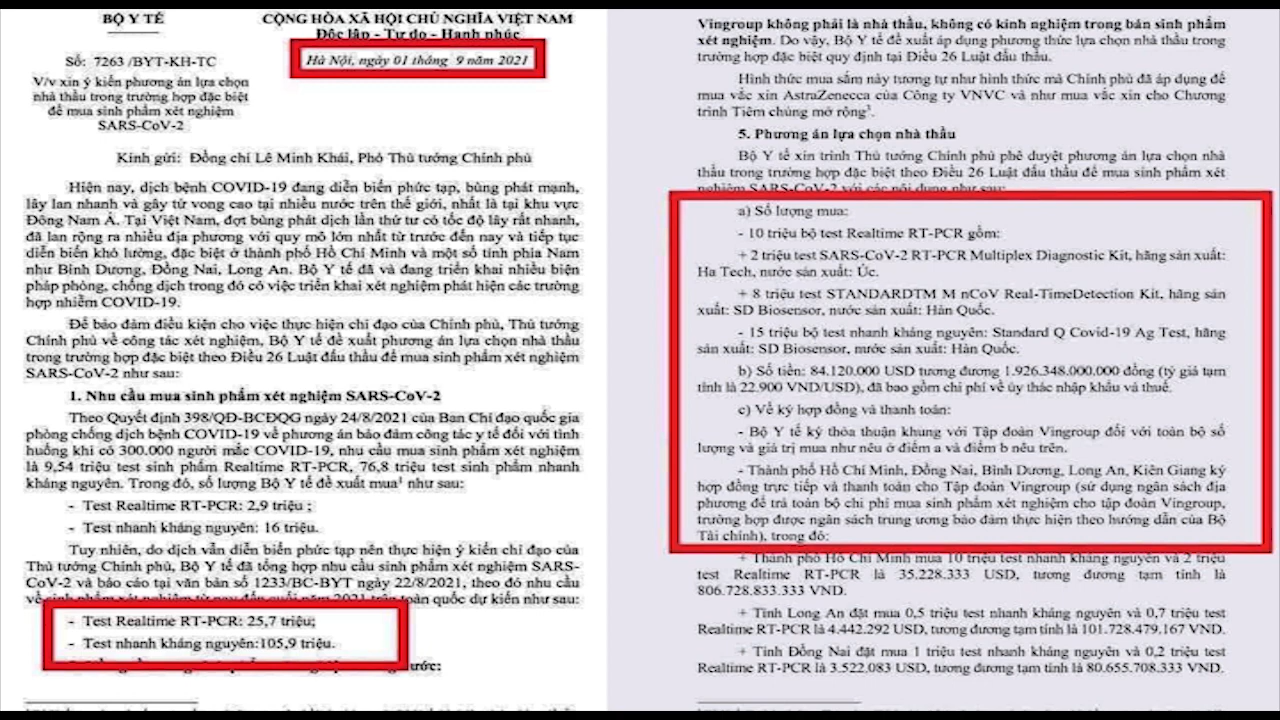 BỘ Y TẾ
CỘNG HÒA XÃ HỘI CHỦ NGHĨA VIỆT NAM
Độc lập - Tự do - Hạnh phúc
Số: 7263 /BYT-KH-TC
Hà Nội, ngày 01 tháng 9 năm 2021
V/v xin ý kiến phương án lựa chọn
nhà thầu trong trường hợp đặc biệt
để mua sinh phẩm xét nghiệm
SARS-CoV-2
Kính gửi: Đồng chí Lê Minh Khái, Phó Thủ tướng Chính phủ
Hiện nay, dịch bệnh COVID-19 đang diễn biến phức tạp, bùng phát mạnh,
lây lan nhanh và gây tử vong cao tại nhiều nước trên thế giới, nhất là tại khu vực
Đông Nam Á. Tại Việt Nam, đợt bùng phát dịch lần thứ tư có tốc độ lây rất nhanh,
đã lan rộng ra nhiều địa phương với quy mô lớn nhất từ trước đến nay và tiếp tục
diễn biến khó lường, đặc biệt ở thành phố Hồ Chí Minh và một số tỉnh phía Nam
như Bình Dương, Đồng Nai, Long An. Bộ Y tế đã và đang triển khai nhiều biện
pháp phòng, chống dịch trong đó có việc triển khai xét nghiệm phát hiện các trường
hợp nhiễm COVID-19.
Để bảo đảm điều kiện cho việc thực hiện chỉ đạo của Chính phủ, Thủ tướng
Chính phủ về công tác xét nghiệm, Bộ Y tế đề xuất phương án lựa chọn nhà thầu
trong trường hợp đặc biệt theo Điều 26 Luật đấu thầu để mua sinh phẩm xét nghiệm
SARS-CoV-2 như sau:
1. Nhu cầu mua sinh phẩm xét nghiệm SARS-CoV-2
Theo Quyết định 398/QĐ-BCĐQG ngày 24/8/2021 của Ban Chỉ đạo quốc gia
phòng chống dịch bệnh COVID-19 về phương án bảo đảm công tác y tế đối với tình
huống khi có 300.000 người mắc COVID-19, nhu cầu mua sinh phẩm xét nghiệm
là 9,54 triệu test sinh phẩm Realtime RT-PCR, 76,8 triệu test sinh phẩm nhanh
kháng nguyên. Trong đó, số lượng Bộ Y tế đề xuất mua¹ như sau:
- Test Realtime RT-PCR: 2,9 triệu ;
- Test nhanh kháng nguyên: 16 triệu.
Tuy nhiên, do dịch vẫn diễn biến phức tạp nên thực hiện ý kiến chỉ đạo của
Thủ tướng Chính phủ, Bộ Y tế đã tổng hợp nhu cầu sinh phẩm xét nghiệm SARS-
CoV-2 và báo cáo tại văn bản số 1233/BC-BYT ngày 22/8/2021, theo đó nhu cầu
về sinh phẩm xét nghiệm từ nay đến cuối năm 2021 trên toàn quốc dự kiến như sau:
- Test Realtime RT-PCR: 25,7 triệu;
- Test nhanh kháng nguyên:105,9 triệu.
Vingroup không phải là nhà thầu, không có kinh nghiệm trong bán sinh phẩm
xét nghiệm. Do vậy, Bộ Y tế đề xuất áp dụng phương thức lựa chọn nhà thầu trong
trường hợp đặc biệt quy định tại Điều 26 Luật đấu thầu.
Hình thức mua sắm này tương tự như hình thức mà Chính phủ đã áp dụng để
mua vắc xin AstraZenecca của Công ty VNVC và như mua vắc xin cho Chương
trình Tiêm chủng mở rộng³.
5. Phương án lựa chọn nhà thầu
Bộ Y tế xin trình Thủ tướng Chính phủ phê duyệt phương án lựa chọn nhà
thầu trong trường hợp đặc biệt theo Điều 26 Luật đấu thầu để mua sinh phẩm xét
nghiệm SARS-CoV-2 với các nội dung như sau:
a) Số lượng mua:
- 10 triệu bộ test Realtime RT-PCR gồm:
+ 2 triệu test SARS-CoV-2 RT-PCR Multiplex Diagnostic Kit, hãng sản xuất:
Ha Tech, nước sản xuất: Úc.
+ 8 triệu test STANDARDTM M nCoV Real-TimeDetection Kit, hãng sản
xuất: SD Biosensor, nước sản xuất: Hàn Quốc.
- 15 triệu bộ test nhanh kháng nguyên: Standard Q Covid-19 Ag Test, hãng
sản xuất: SD Biosensor, nước sản xuất: Hàn Quốc.
b) Số tiền: 84.120.000 USD tương đương 1.926.348.000.000 đồng (tỷ giá tạm
tính là 22.900 VND/USD), đã bao gồm chi phí về ủy thác nhập khẩu và thuế.
c) Về ký hợp đồng và thanh toán:
- Bộ Y tế ký thỏa thuận khung với Tập đoàn Vingroup đối với toàn bộ số
lượng và giá trị mua như nêu ở điểm a và điểm b nêu trên.
- Thành phố Hồ Chí Minh, Đồng Nai, Bình Dương, Long An, Kiên Giang ký
hợp đồng trực tiếp và thanh toán cho Tập đoàn Vingroup (sử dụng ngân sách địa
phương để trả toàn bộ chi phí mua sinh phẩm xét nghiệm cho tập đoàn Vingroup,
trường hợp được ngân sách trung ương bảo đảm thực hiện theo hướng dẫn của Bộ
Tài chính), trong đó:
+ Thành phố Hồ Chí Minh mua 10 triệu test nhanh kháng nguyên và 2 triệu
test Realtime RT-PCR là 35.228.333 USD, tương đương tạm tính là
806.728.833.333 VND.
+ Tỉnh Long An đặt mua 0,5 triệu test nhanh kháng nguyên và 0,7 triệu test
Realtime RT-PCR là 4.442.292 USD, tương đương tạm tính là 101.728.479.167 VND.
+ Tỉnh Đồng Nai đặt mua 1 triệu test nhanh kháng nguyên và 0,2 triệu test
Realtime RT-PCR là 3.522.083 USD, tương đương tạm tính là 80.655.708.333 VND.